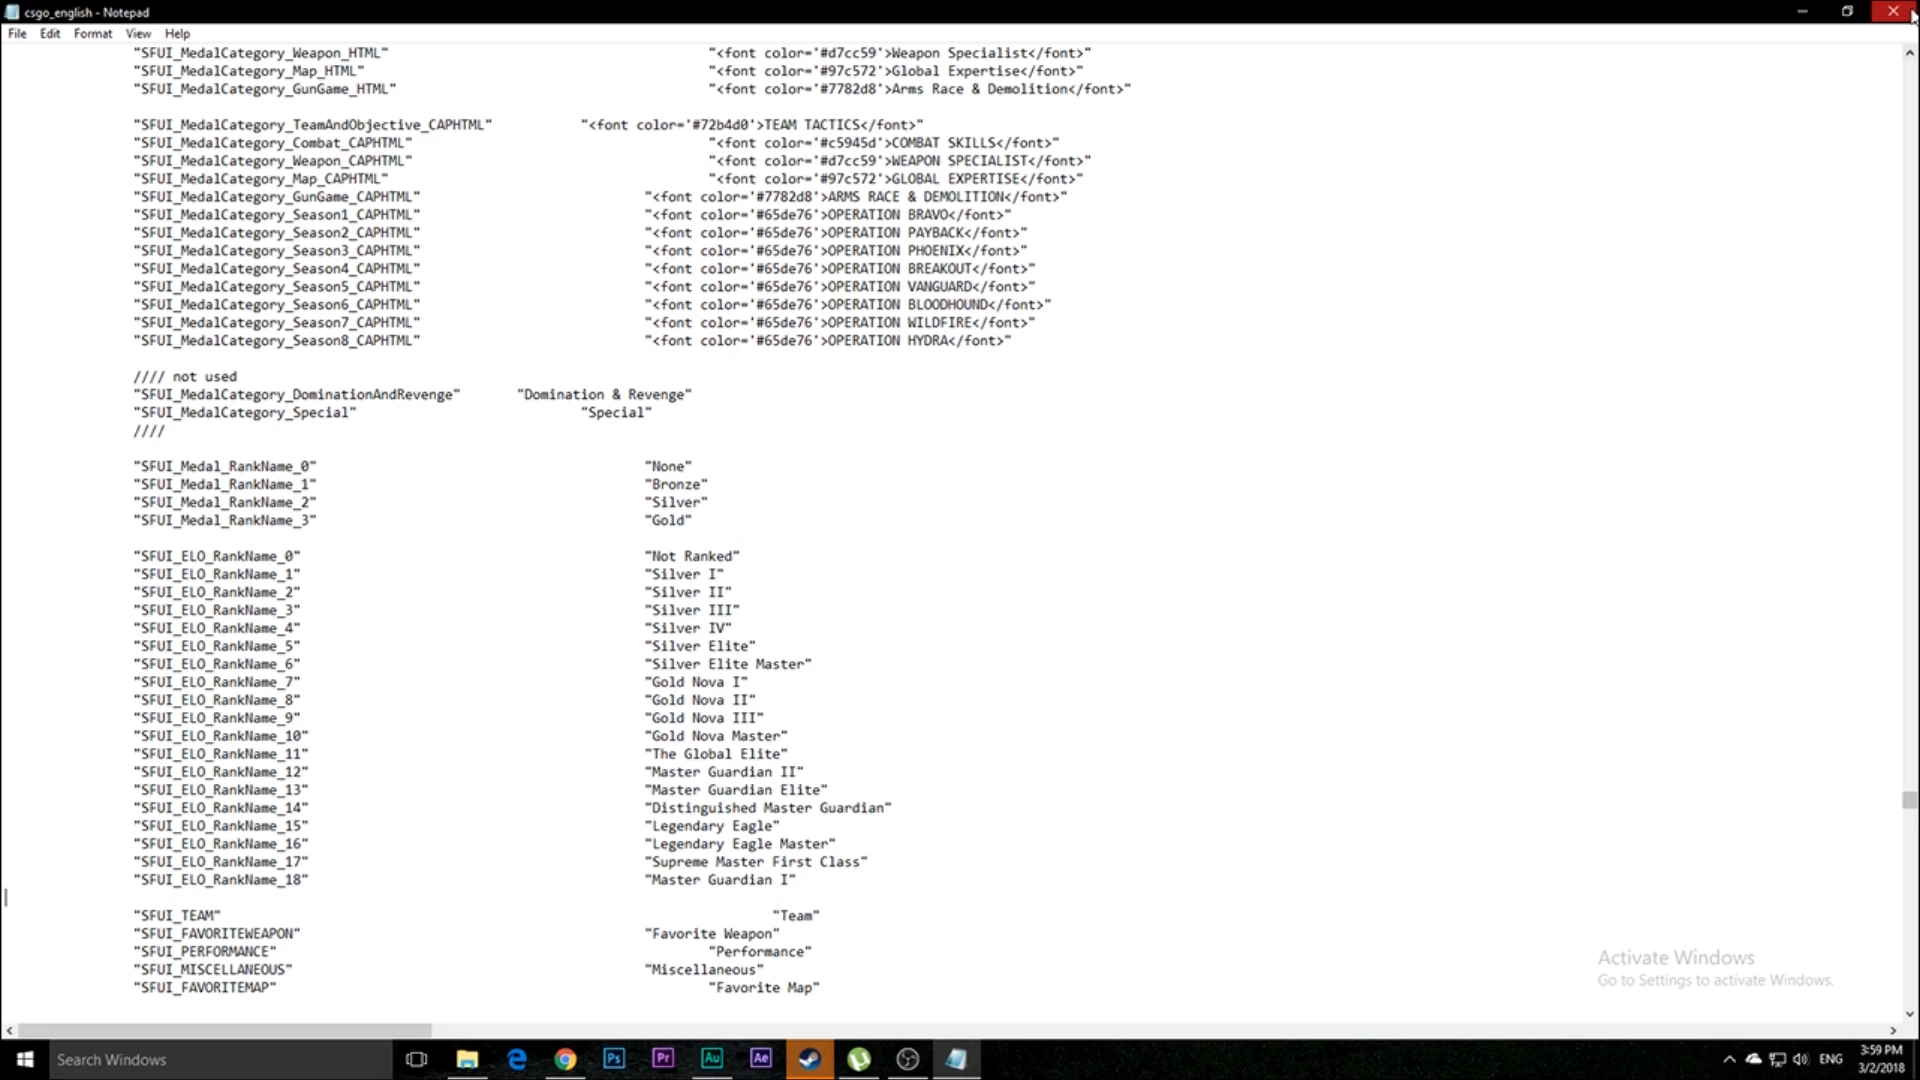 csgo_english - Notepad
File Edit Format View Help
"SFUI_MedalCategory_Weapon_HTML" "<font color='#d7cc59'>Weapon Specialist</font>"
"SFUI_MedalCategory_Map_HTML" "<font color='#97c572'>Global Expertise</font>"
"SFUI_MedalCategory_GunGame_HTML" "<font color='#7782d8'>Arms Race & Demolition</font>"
"SFUI_MedalCategory_TeamAndObjective_CAPHTML" "<font color='#72b4d0'>TEAM TACTICS</font>"
"SFUI_MedalCategory_Combat_CAPHTML" "<font color='#c5945d'>COMBAT SKILLS</font>"
"SFUI_MedalCategory_Weapon_CAPHTML" "<font color='#d7cc59'>WEAPON SPECIALIST</font>"
"SFUI_MedalCategory_Map_CAPHTML" "<font color='#97c572'>GLOBAL EXPERTISE</font>"
"SFUI_MedalCategory_GunGame_CAPHTML" "<font color='#7782d8'>ARMS RACE & DEMOLITION</font>"
"SFUI_MedalCategory_Season1_CAPHTML" "<font color='#65de76'>OPERATION BRAVO</font>"
"SFUI_MedalCategory_Season2_CAPHTML" "<font color='#65de76'>OPERATION PAYBACK</font>"
"SFUI_MedalCategory_Season3_CAPHTML" "<font color='#65de76'>OPERATION PHOENIX</font>"
"SFUI_MedalCategory_Season4_CAPHTML" "<font color='#65de76'>OPERATION BREAKOUT</font>"
"SFUI_MedalCategory_Season5_CAPHTML" "<font color='#65de76'>OPERATION VANGUARD</font>"
"SFUI_MedalCategory_Season6_CAPHTML" "<font color='#65de76'>OPERATION BLOODHOUND</font>"
"SFUI_MedalCategory_Season7_CAPHTML" "<font color='#65de76'>OPERATION WILDFIRE</font>"
"SFUI_MedalCategory_Season8_CAPHTML" "<font color='#65de76'>OPERATION HYDRA</font>"
//// not used
"SFUI_MedalCategory_DominationAndRevenge" "Domination & Revenge"
"SFUI_MedalCategory_Special" "Special"
////
"SFUI_Medal_RankName_0" "None"
"SFUI_Medal_RankName_1" "Bronze"
"SFUI_Medal_RankName_2" "Silver"
"SFUI_Medal_RankName_3" "Gold"
"SFUI_ELO_RankName_0" "Not Ranked"
"SFUI_ELO_RankName_1" "Silver I"
"SFUI_ELO_RankName_2" "Silver II"
"SFUI_ELO_RankName_3" "Silver III"
"SFUI_ELO_RankName_4" "Silver IV"
"SFUI_ELO_RankName_5" "Silver Elite"
"SFUI_ELO_RankName_6" "Silver Elite Master"
"SFUI_ELO_RankName_7" "Gold Nova I"
"SFUI_ELO_RankName_8" "Gold Nova II"
"SFUI_ELO_RankName_9" "Gold Nova III"
"SFUI_ELO_RankName_10" "Gold Nova Master"
"SFUI_ELO_RankName_11" "The Global Elite"
"SFUI_ELO_RankName_12" "Master Guardian II"
"SFUI_ELO_RankName_13" "Master Guardian Elite"
"SFUI_ELO_RankName_14" "Distinguished Master Guardian"
"SFUI_ELO_RankName_15" "Legendary Eagle"
"SFUI_ELO_RankName_16" "Legendary Eagle Master"
"SFUI_ELO_RankName_17" "Supreme Master First Class"
"SFUI_ELO_RankName_18" "Master Guardian I"
"SFUI_TEAM" "Team"
"SFUI_FAVORITEWEAPON" "Favorite Weapon"
"SFUI_PERFORMANCE" "Performance"
"SFUI_MISCELLANEOUS" "Miscellaneous"
"SFUI_FAVORITEMAP" "Favorite Map"
Activate Windows
Go to Settings to activate Windows.
Search Windows
Ps Pr Au Ae
ENG
3:59 PM
3/2/2018